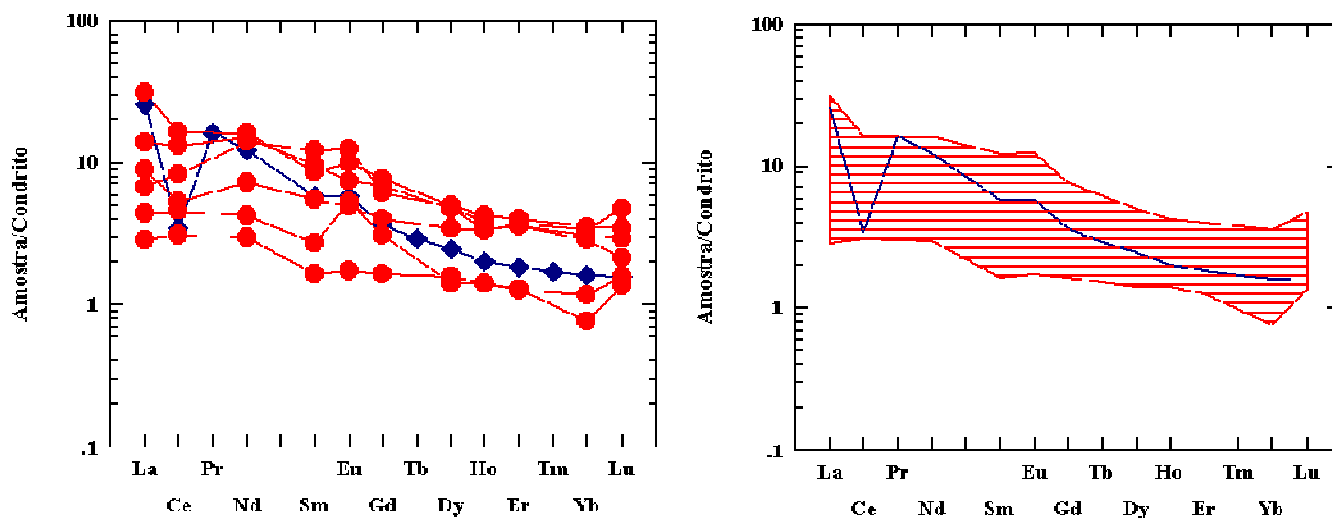 100
10
1
.1
Amostra/Condrito
La Pr Eu Tb Ho Tm Lu
Ce Nd Sm Gd Dy Er Yb
100
10
1
.1
Amostra/Condrito
La Pr Eu Tb Ho Tm Lu
Ce Nd Sm Gd Dy Er Yb